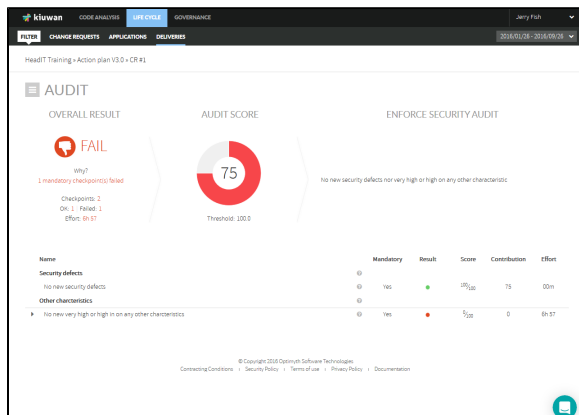 kiuwan CODE ANALYSIS LIFE CYCLE GOVERNANCE Jerry Fish
FILTER CHANGE REQUESTS APPLICATIONS DELIVERIES 2016/01/26 - 2016/09/26
HeadIT Training » Action plan V3.0 » CR #1
AUDIT
OVERALL RESULT AUDIT SCORE ENFORCE SECURITY AUDIT
FAIL
75
Why?
1 mandatory checkpoint(s) failed
No new security defects nor very high or high on any other characteristic
Checkpoints: 2
OK: 1 Failed: 1
Effort: 6h 57
Threshold: 100.0
Name Mandatory Result Score Contribution Effort
Security defects
No new security defects Yes 100/100 75 00m
Other charcteristics
No new very high or high in on any other charcteristics Yes 0/100 0 6h 57
© Copyright 2016 Optimyth Software Technologies
Contracting Conditions | Security Policy | Terms of use | Privacy Policy | Documentation